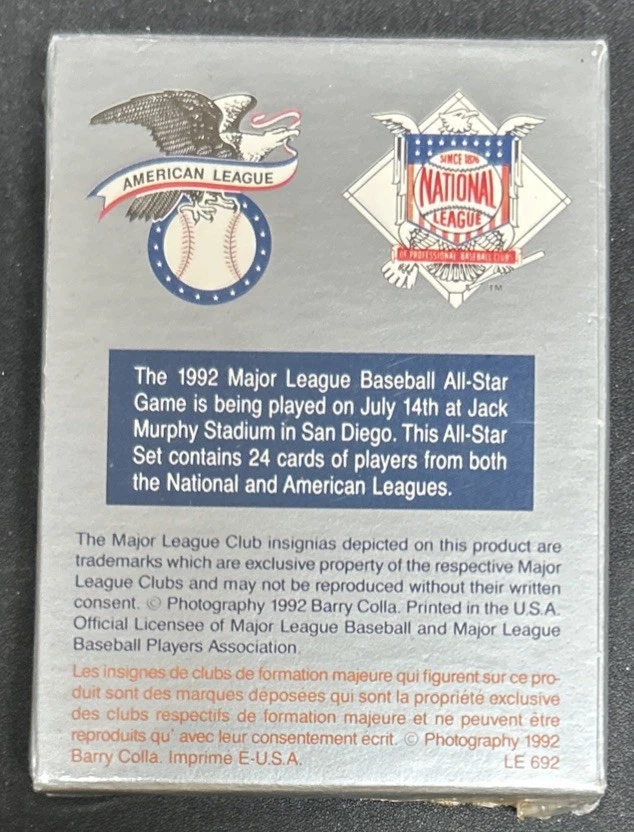 AMERICAN LEAGUE
SINCE 1876
NATIONAL
LEAGUE
OF PROFESSIONAL BASEBALL CLUBS
TM
The 1992 Major League Baseball All-Star
Game is being played on July 14th at Jack
Murphy Stadium in San Diego. This All-Star
Set contains 24 cards of players from both
the National and American Leagues.
The Major League Club insignias depicted on this product are
trademarks which are exclusive property of the respective Major
League Clubs and may not be reproduced without their written
consent. © Photography 1992 Barry Colla. Printed in the U.S.A.
Official Licensee of Major League Baseball and Major League
Baseball Players Association.
Les insignes de clubs de formation majeure qui figurent sur ce pro-
duit sont des marques déposées qui sont la propriété exclusive
des clubs respectifs de formation majeure et ne peuvent être
reproduits qu' avec leur consentement écrit. © Photography 1992
Barry Colla. Imprime E-U.S.A.
LE 692